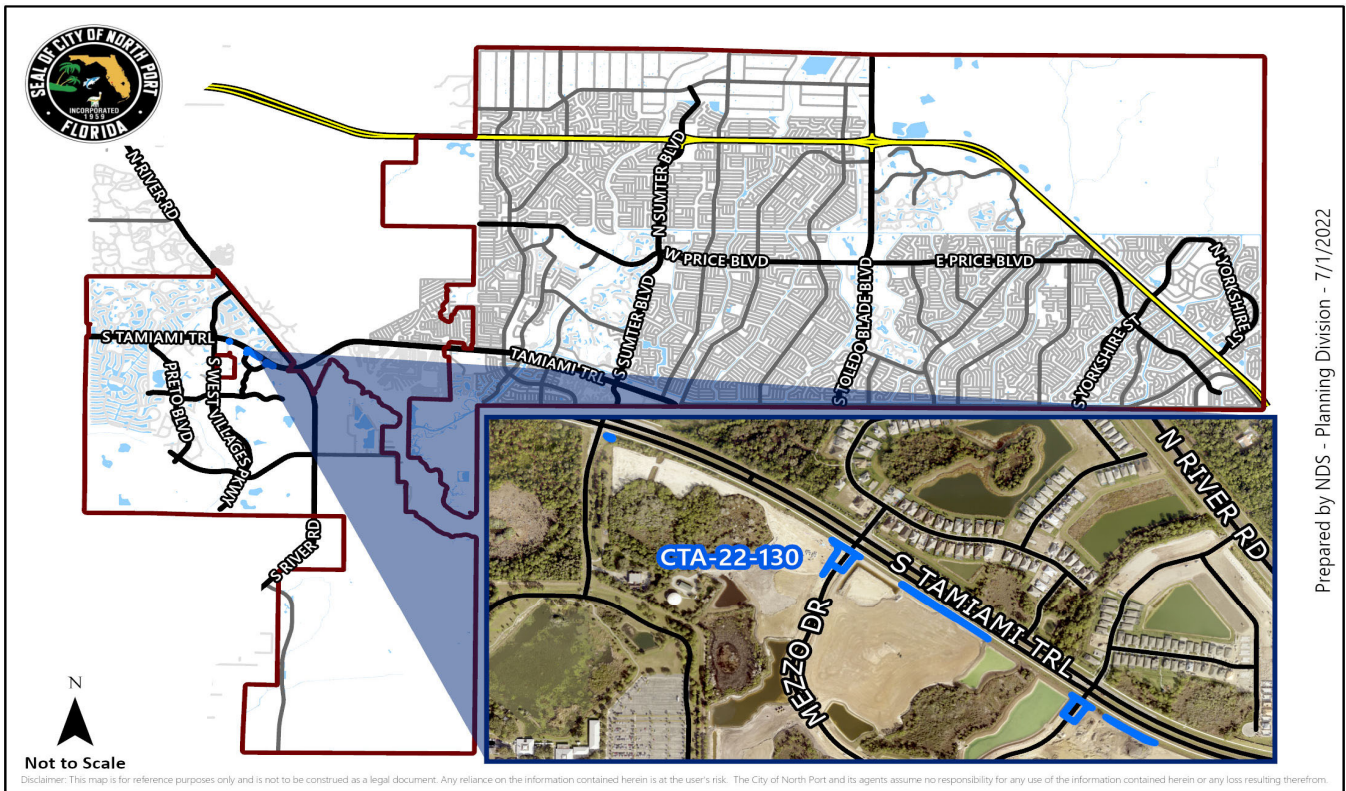 SEAL OF CITY OF NORTH PORT
INCORPORATED
1959
FLORIDA
N RIVER RD
N SUMTER BLVD
W PRICE BLVD
E PRICE BLVD
N YORKSHIRE ST
S TAMIAMI TRL
S WEST VILLAGES PKWY
PRETO BLVD
TAMIAMI TRL
S SUMTER BLVD
S TOLEDO BLADE BLVD
S YORKSHIRE ST
S RIVER RD
CTA-22-130
S TAMIAMI TRL
MEZZO DR
N RIVER RD
Prepared by NDS - Planning Division - 7/1/2022
N
Not to Scale
Disclaimer: This map is for reference purposes only and is not to be construed as a legal document. Any reliance on the information contained herein is at the user's risk. The City of North Port and its agents assume no responsibility for any use of the information contained herein or any loss resulting therefrom.